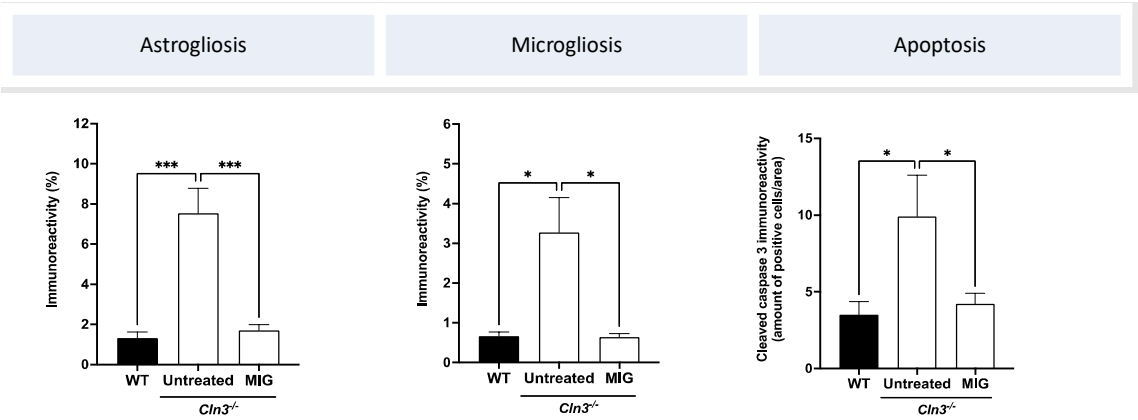 Astrogliosis
Microgliosis
Apoptosis
Immunoreactivity (%)
12
10
8
6
4
2
0
*** ***
WT Untreated MIG
Cln3-/-
Immunoreactivity (%)
6
5
4
3
2
1
0
* *
WT Untreated MIG
Cln3-/-
Cleaved caspase 3 immunoreactivity
(amount of positive cells/area)
15
10
5
0
* *
WT Untreated MIG
Cln3-/-